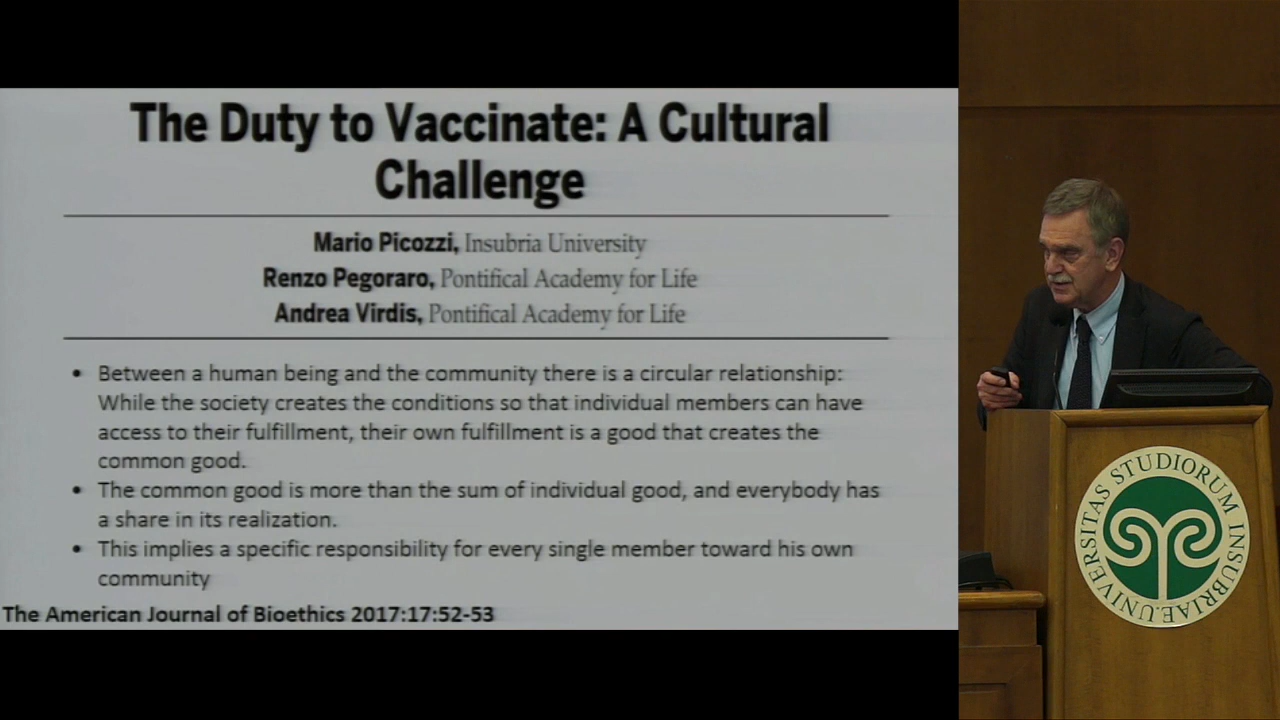 The Duty to Vaccinate: A Cultural
Challenge
Mario Picozzi, Insubria University
Renzo Pegoraro, Pontifical Academy for Life
Andrea Virdis, Pontifical Academy for Life
• Between a human being and the community there is a circular relationship:
While the society creates the conditions so that individual members can have
access to their fulfillment, their own fulfillment is a good that creates the
common good.
• The common good is more than the sum of individual good, and everybody has
a share in its realization.
• This implies a specific responsibility for every single member toward his own
community
The American Journal of Bioethics 2017:17:52-53
UNIVERSITAS STUDIORUM INSUBRIAE